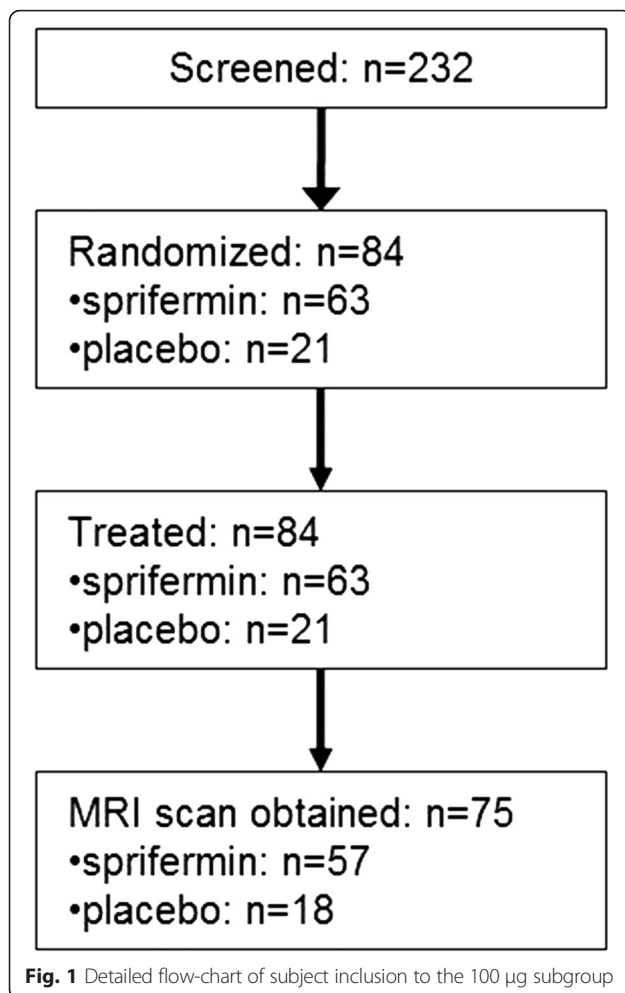 Screened: n=232
Randomized: n=84
•sprifermin: n=63
•placebo: n=21
Treated: n=84
•sprifermin: n=63
•placebo: n=21
MRI scan obtained: n=75
•sprifermin: n=57
•placebo: n=18
Fig. 1 Detailed flow-chart of subject inclusion to the 100 μg subgroup